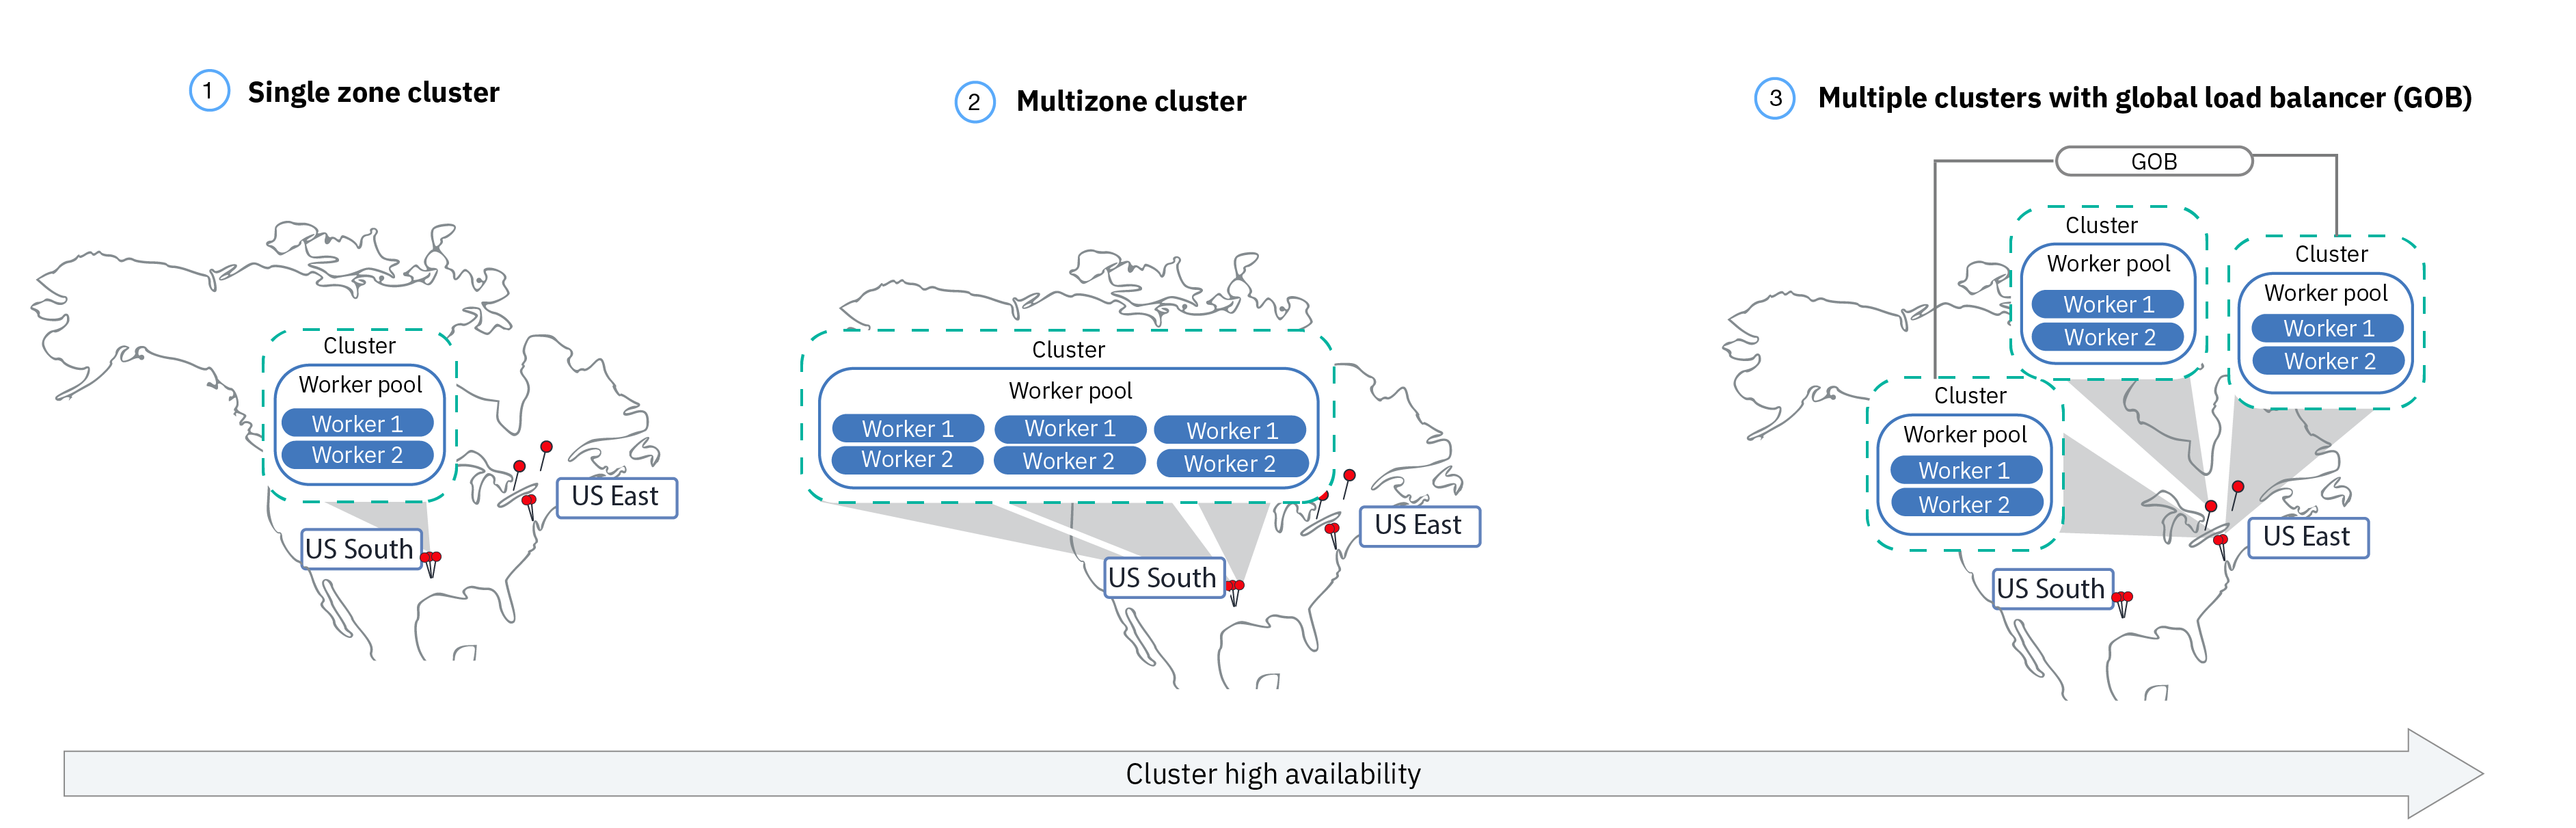 1 Single zone cluster
Cluster
Worker pool
Worker 1
Worker 2
US South
US East
2 Multizone cluster
Cluster
Worker pool
Worker 1 Worker 1 Worker 1
Worker 2 Worker 2 Worker 2
US South
US East
3 Multiple clusters with global load balancer (GOB)
GOB
Cluster
Worker pool
Worker 1
Worker 2
Cluster
Worker pool
Worker 1
Worker 2
Cluster
Worker pool
Worker 1
Worker 2
US East
US South
Cluster high availability